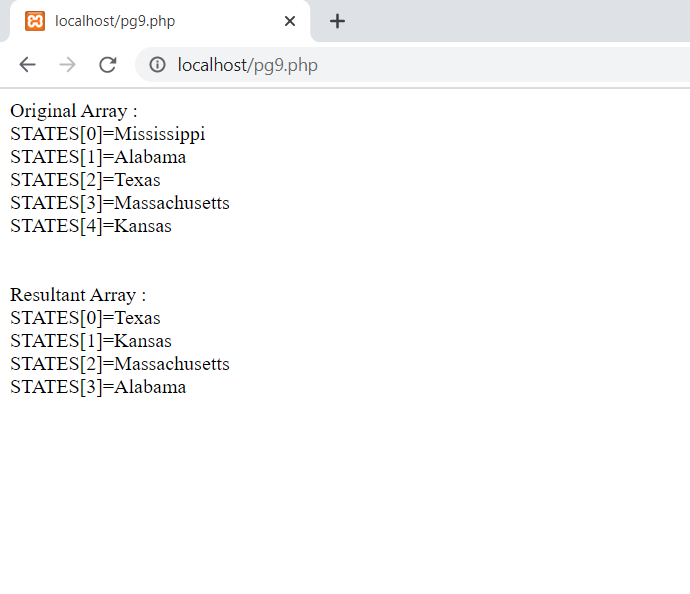 localhost/pg9.php
localhost/pg9.php
Original Array :
STATES[0]=Mississippi
STATES[1]=Alabama
STATES[2]=Texas
STATES[3]=Massachusetts
STATES[4]=Kansas
Resultant Array :
STATES[0]=Texas
STATES[1]=Kansas
STATES[2]=Massachusetts
STATES[3]=Alabama